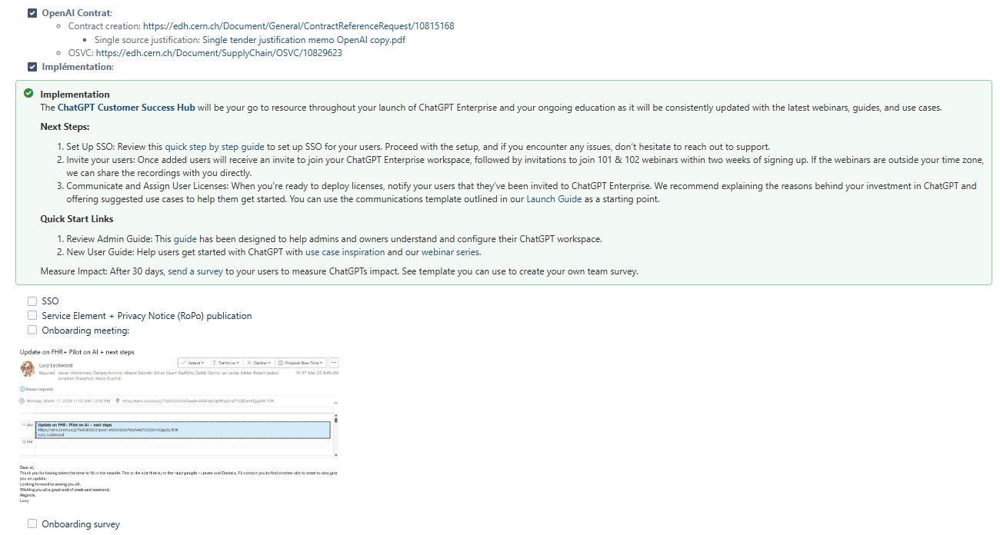 OpenAI Contrat:
Contract creation: https://edh.cern.ch/Document/General/ContractReferenceRequest/10815168
Single source justification: Single tender justification memo OpenAI copy.pdf
OSVC: https://edh.cern.ch/Document/SupplyChain/OSVC/10829623
Implémentation:
Implementation
The ChatGPT Customer Success Hub will be your go to resource throughout your launch of ChatGPT Enterprise and your ongoing education as it will be consistently updated with the latest webinars, guides, and use cases.
Next Steps:
1. Set Up SSO: Review this quick step by step guide to set up SSO for your users. Proceed with the setup, and if you encounter any issues, don't hesitate to reach out to support.
2. Invite your users: Once added users will receive an invite to join your ChatGPT Enterprise workspace, followed by invitations to join 101 & 102 webinars within two weeks of signing up. If the webinars are outside your time zone,
we can share the recordings with you directly.
3. Communicate and Assign User Licenses: When you're ready to deploy licenses, notify your users that they've been invited to ChatGPT Enterprise. We recommend explaining the reasons behind your investment in ChatGPT and
offering suggested use cases to help them get started. You can use the communications template outlined in our Launch Guide as a starting point.
Quick Start Links
1. Review Admin Guide: This guide has been designed to help admins and owners understand and configure their ChatGPT workspace.
2. New User Guide: Help users get started with ChatGPT with use case inspiration and our webinar series.
Measure Impact: After 30 days, send a survey to your users to measure ChatGPTs impact. See template you can use to create your own team survey.
SSO
Service Element + Privacy Notice (RoPo) publication
Onboarding meeting:
Update on FHR+ Pilot on AI + next steps
Lucy Lockwood
Accept Tentative Decline Propose New Time
Required
Fri 07-Mar-25 8:49 AM
Jonathan Drakeford; Marie Guerlich
Please respond.
Monday, March 17, 2025 11:00 AM-12:00 PM
11 AM
Update on FHR+ Pilot on AI + next steps
Lucy Lockwood
12 PM
Dear all,
Thank you for having taken the time to fill in the newdle. This is the slot that suits the most people – Lieven and Daniela, I'll contact you to find another slot to meet to also give
you an update.
Looking forward to seeing you all.
Wishing you all a great end of week and weekend.
Regards,
Lucy
Onboarding survey